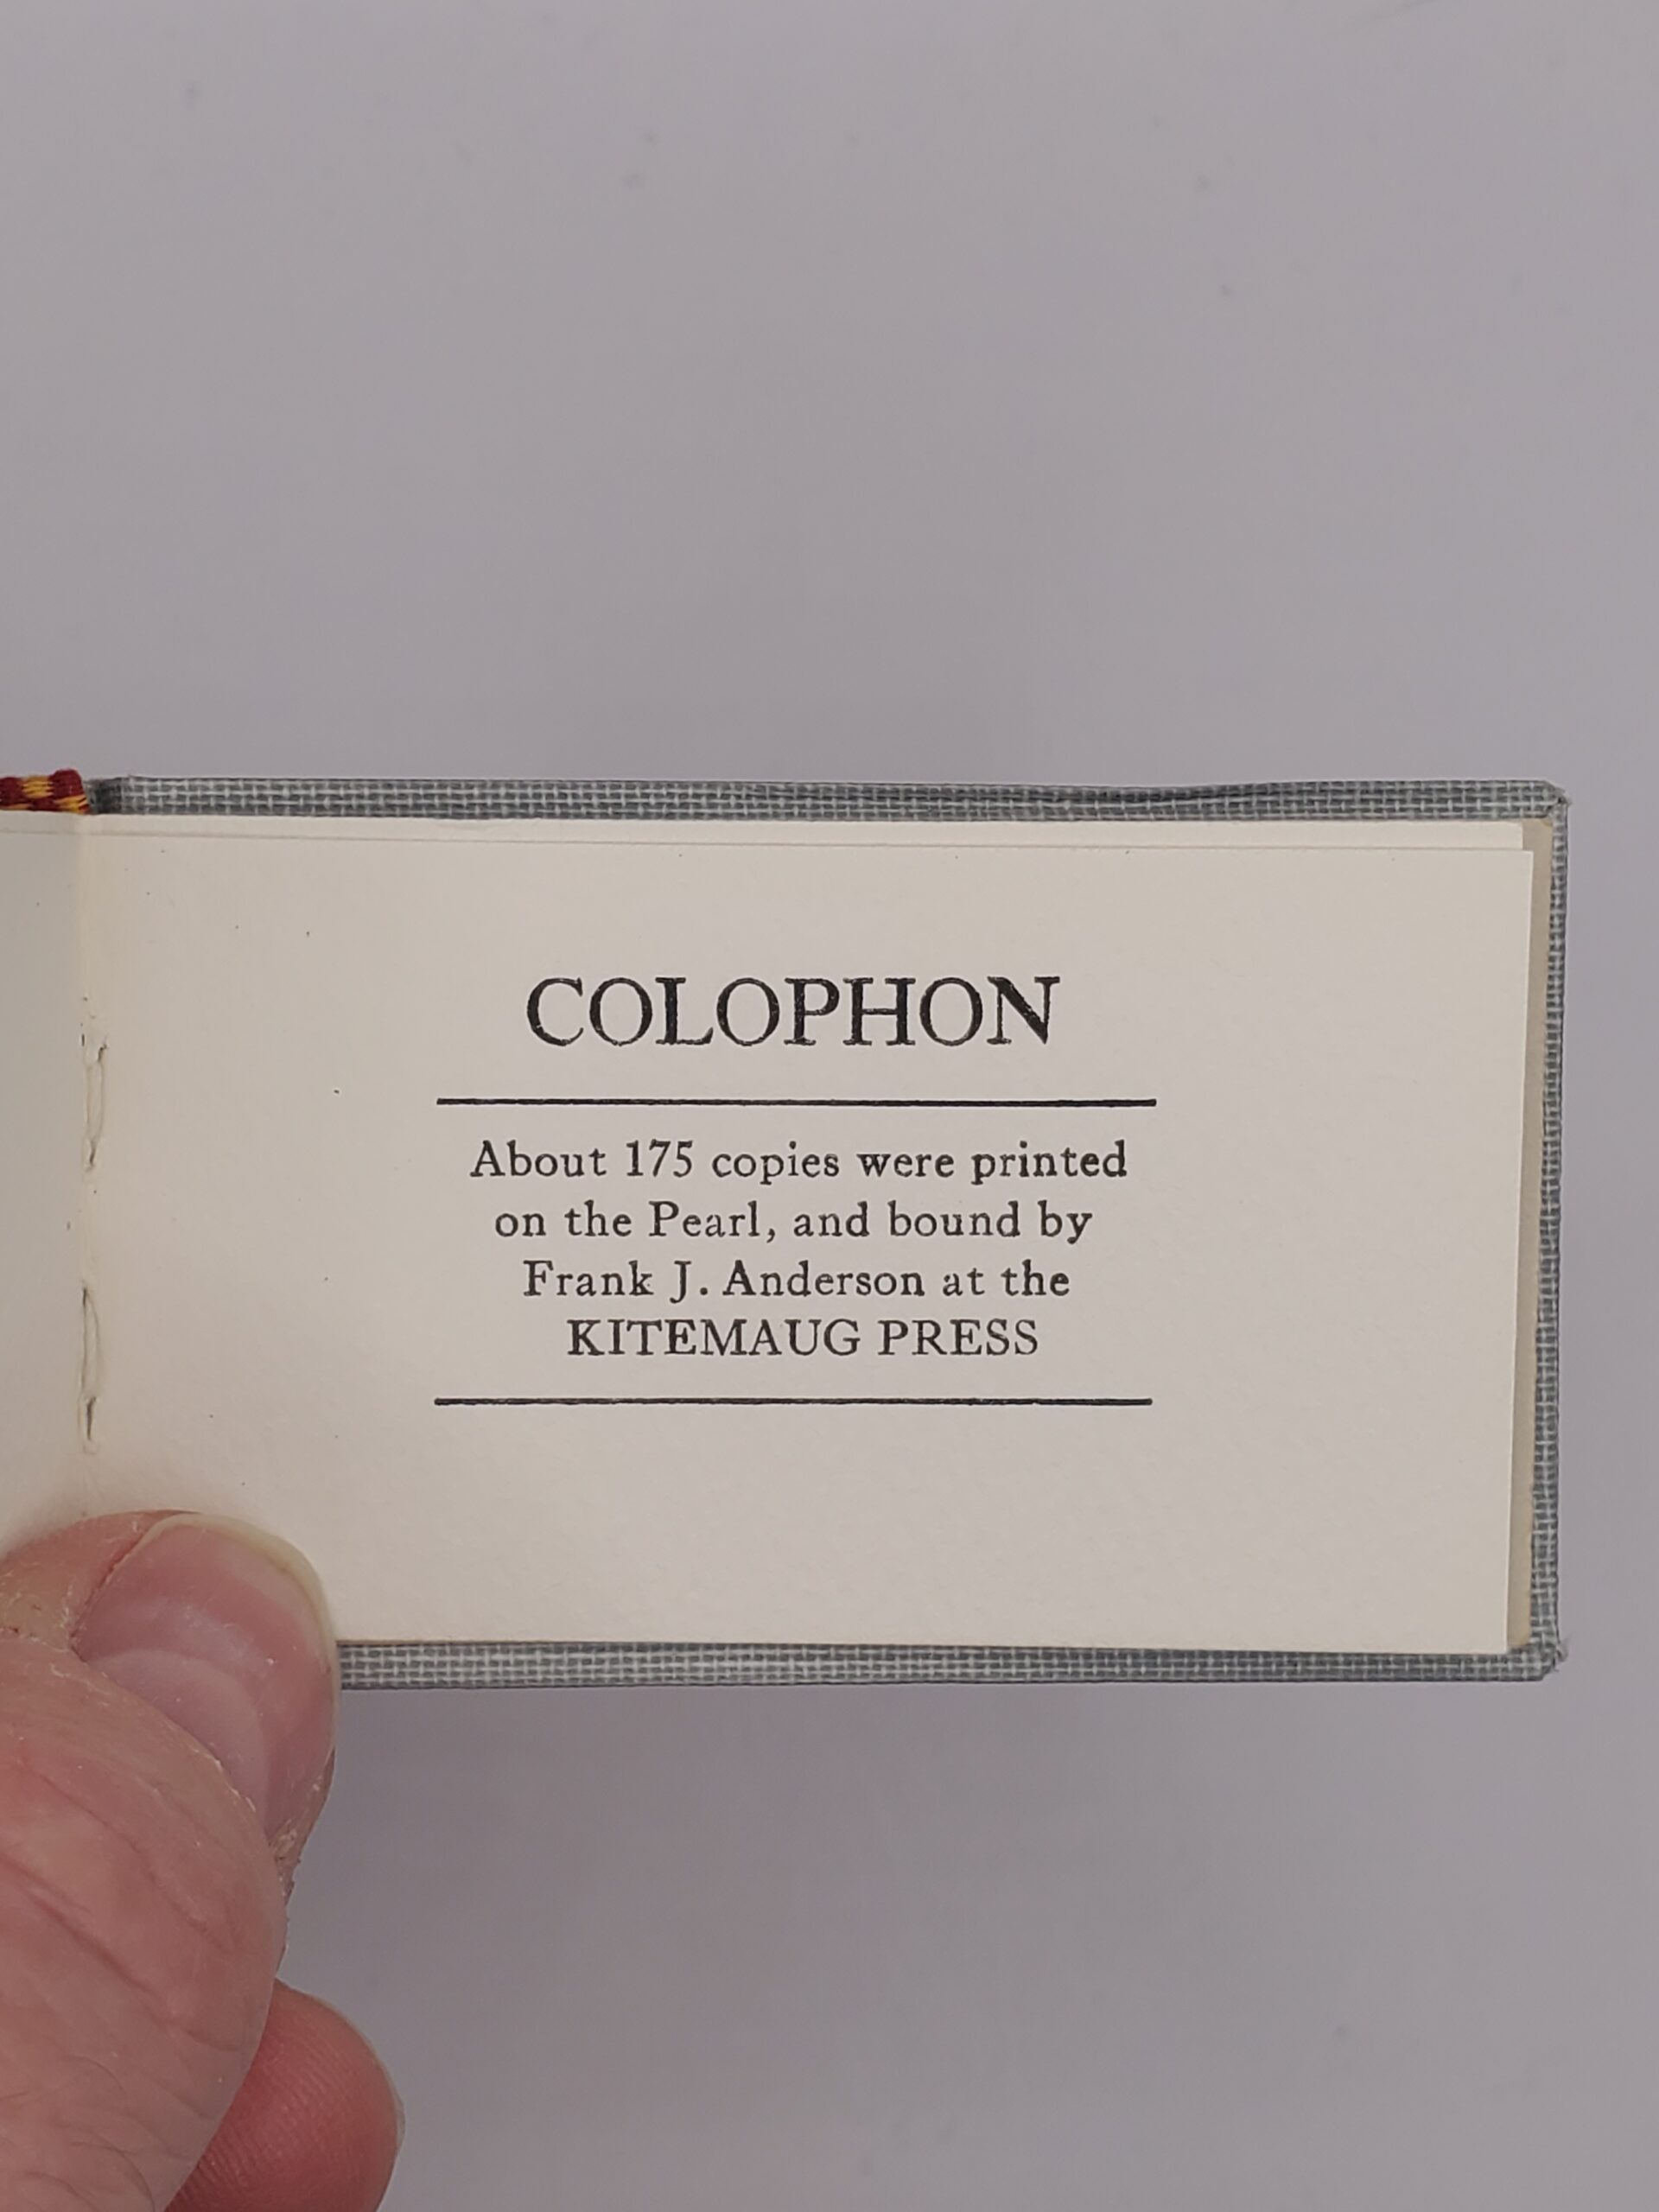 COLOPHON
About 175 copies were printed
on the Pearl, and bound by
Frank J. Anderson at the
KITEMAUG PRESS